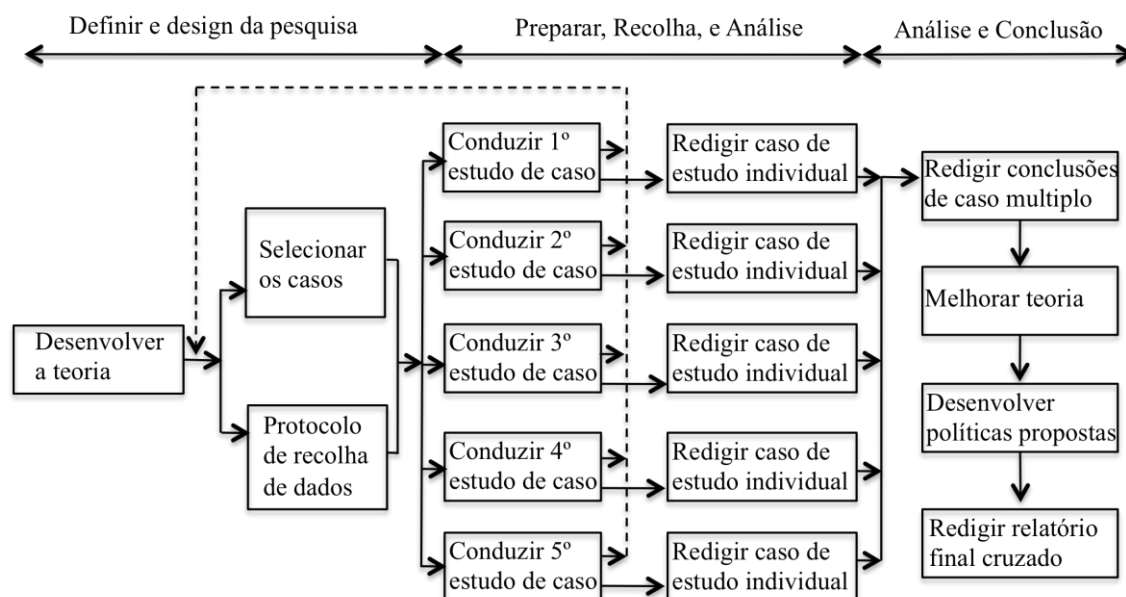 Definir e design da pesquisa
Preparar, Recolha, e Análise
Análise e Conclusão
Desenvolver
a teoria
Selecionar
os casos
Protocolo
de recolha
de dados
Conduzir 1º
estudo de caso
Redigir caso de
estudo individual
Conduzir 2º
estudo de caso
Redigir caso de
estudo individual
Conduzir 3º
estudo de caso
Redigir caso de
estudo individual
Conduzir 4º
estudo de caso
Redigir caso de
estudo individual
Conduzir 5º
estudo de caso
Redigir caso de
estudo individual
Redigir conclusões
de caso multiplo
Melhorar teoria
Desenvolver
políticas propostas
Redigir relatório
final cruzado